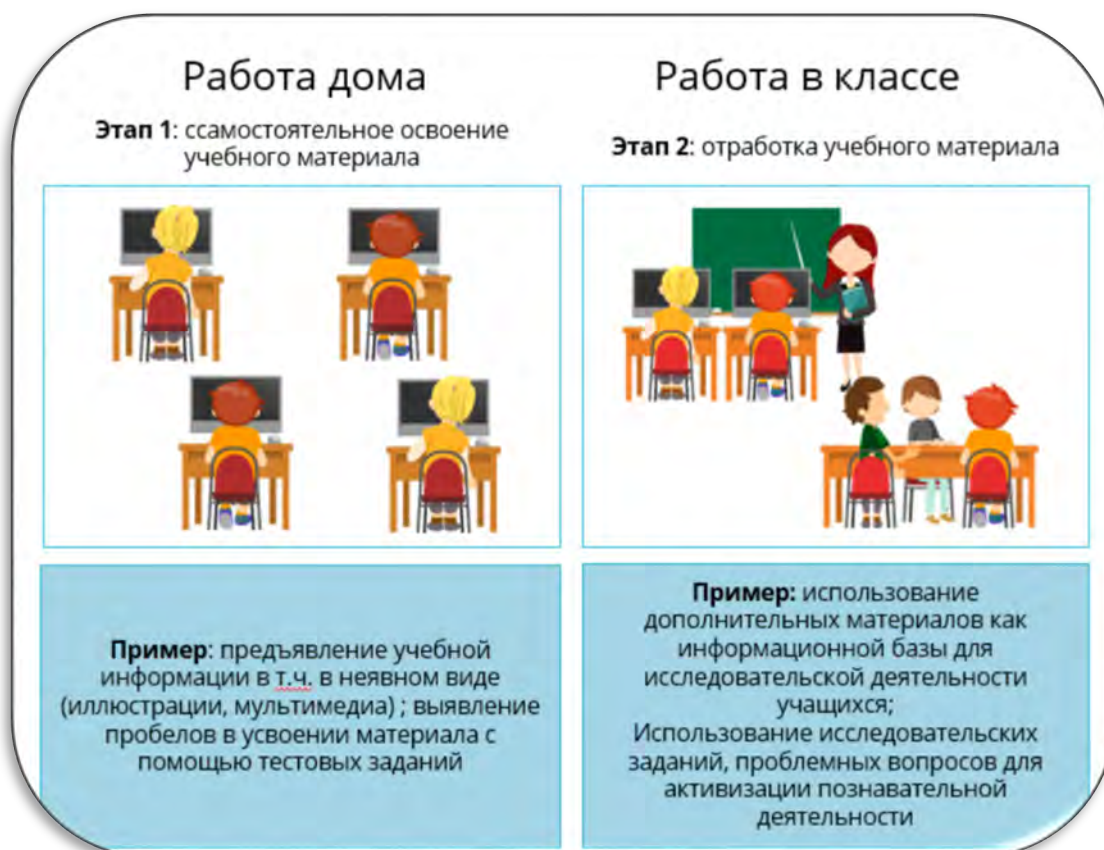 Работа дома
Этап 1: ссамостоятельное освоение
учебного материала
Пример: предъявление учебной
информации в т.ч. в неявном виде
(иллюстрации, мультимедиа) ; выявление
пробелов в усвоении материала с
помощью тестовых заданий
Работа в классе
Этап 2: отработка учебного материала
Пример: использование
дополнительных материалов как
информационной базы для
исследовательской деятельности
учащихся;
Использование исследовательских
заданий, проблемных вопросов для
активизации познавательной
деятельности